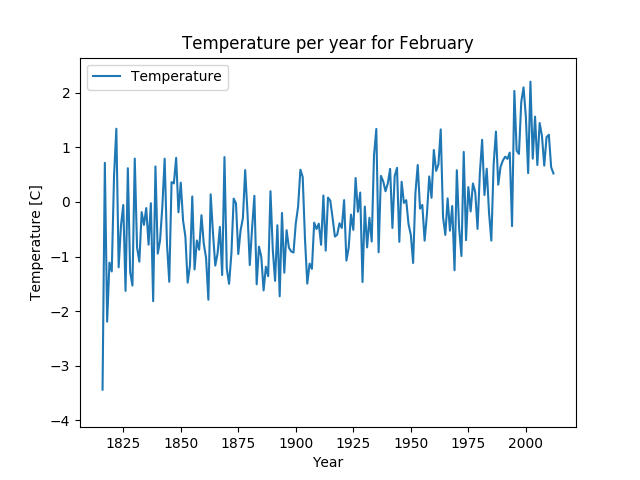 Temperature per year for February
Temperature
2
1
0
−1
−2
−3
−4
Temperature [C]
1825 1850 1875 1900 1925 1950 1975 2000
Year